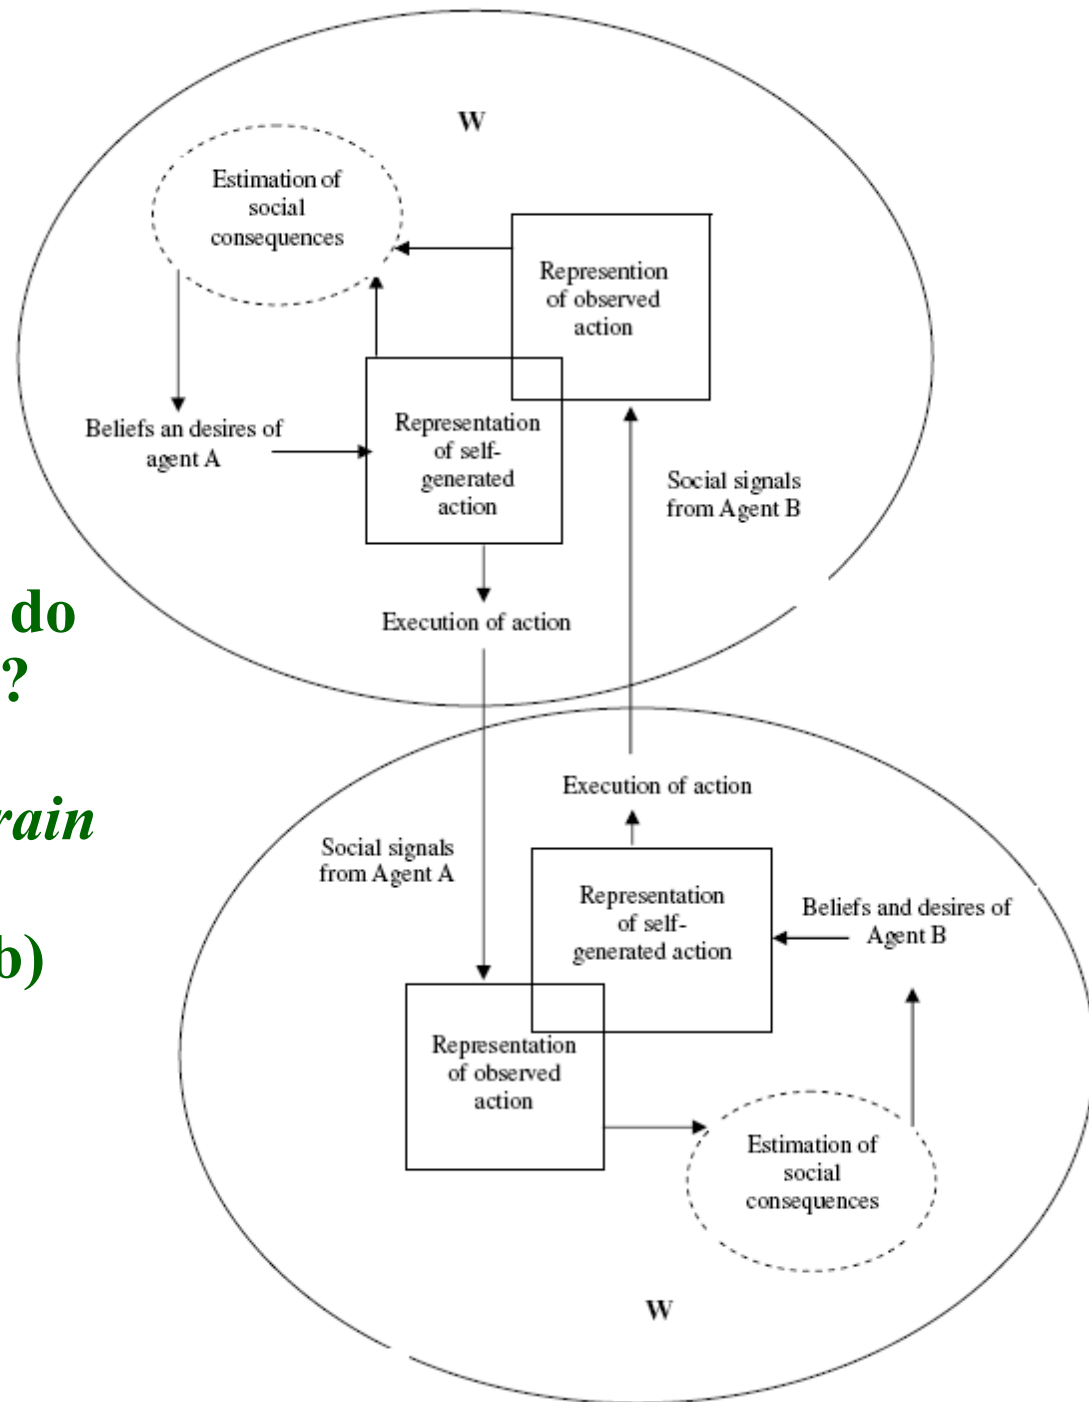 W
Estimation of
social
consequences
Represention
of observed
action
Beliefs an desires of
agent A
Representation
of self-
generated
action
Social signals
from Agent B
do
?
Execution of action
Execution of action
rain
Social signals
from Agent A
Representation
of self-
generated action
Beliefs and desires of
Agent B
b)
Representation
of observed
action
Estimation of
social
consequences
W